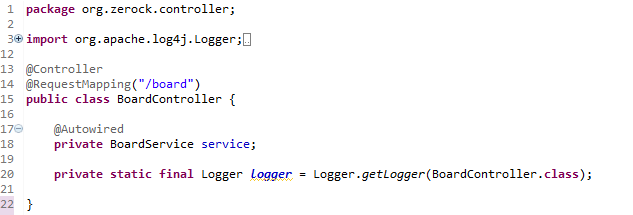 1 package org.zerock.controller;
2
3 import org.apache.log4j.Logger;
12
13 @Controller
14 @RequestMapping("/board")
15 public class BoardController {
16
17 @Autowired
18 private BoardService service;
19
20 private static final Logger logger = Logger.getLogger(BoardController.class);
21
22 }